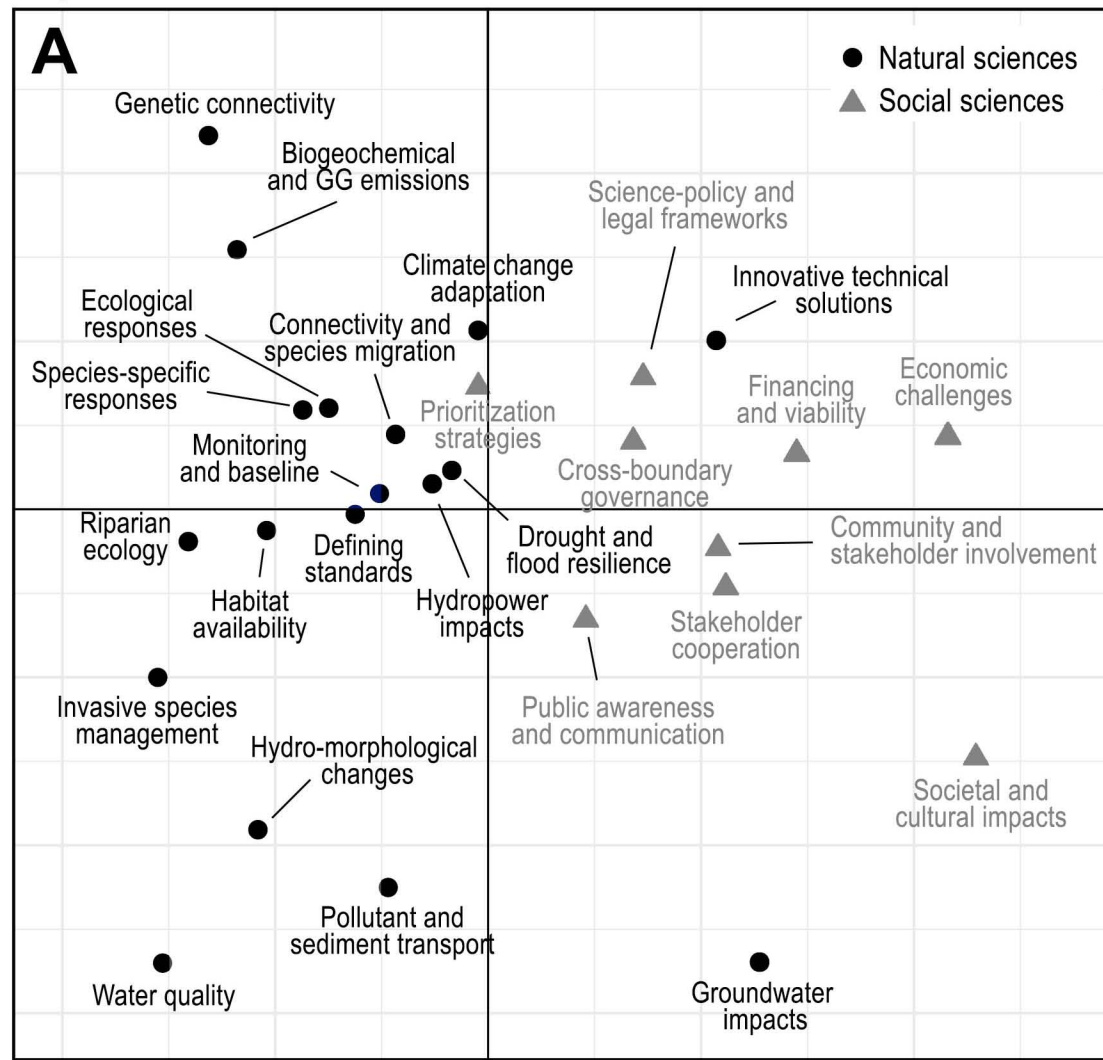 A
Natural sciences
Social sciences
Genetic connectivity
Biogeochemical
and GG emissions
Science-policy and
legal frameworks
Climate change
adaptation
Innovative technical
solutions
Ecological
responses
Connectivity and
species migration
Species-specific
responses
Economic
challenges
Financing
and viability
Prioritization
strategies
Monitoring
and baseline
Cross-boundary
governance
Riparian
ecology
Defining
standards
Drought and
flood resilience
Community and
stakeholder involvement
Habitat
availability
Hydropower
impacts
Stakeholder
cooperation
Invasive species
management
Public awareness
and communication
Hydro-morphological
changes
Societal and
cultural impacts
Pollutant and
sediment transport
Water quality
Groundwater
impacts